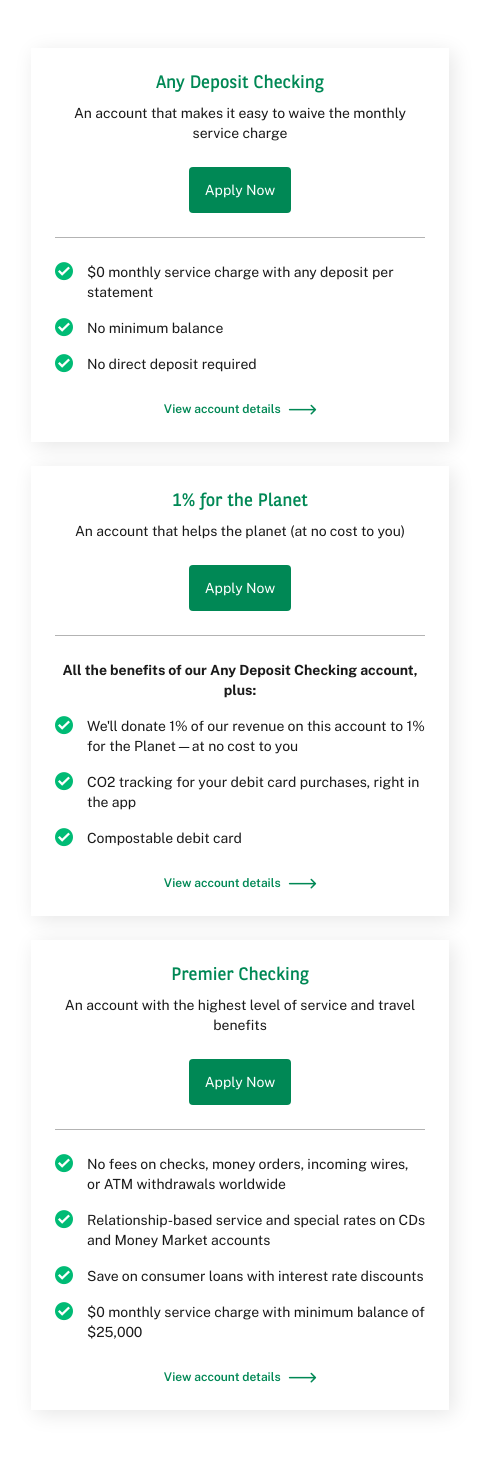 Any Deposit Checking
An account that makes it easy to waive the monthly
service charge
Apply Now
$0 monthly service charge with any deposit per
statement
No minimum balance
No direct deposit required
View account details
1% for the Planet
An account that helps the planet (at no cost to you)
Apply Now
All the benefits of our Any Deposit Checking account,
plus:
We'll donate 1% of our revenue on this account to 1%
for the Planet — at no cost to you
CO2 tracking for your debit card purchases, right in
the app
Compostable debit card
View account details
Premier Checking
An account with the highest level of service and travel
benefits
Apply Now
No fees on checks, money orders, incoming wires,
or ATM withdrawals worldwide
Relationship-based service and special rates on CDs
and Money Market accounts
Save on consumer loans with interest rate discounts
$0 monthly service charge with minimum balance of
$25,000
View account details